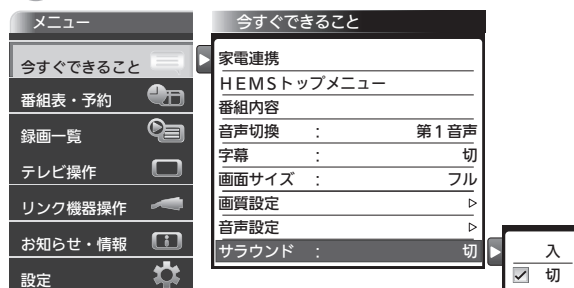 メニュー
今すぐできること
番組表・予約
録画一覧
テレビ操作
リンク機器操作
お知らせ・情報
設定
今すぐできること
家電連携
HEMSトップメニュー
番組内容
音声切換 : 第1音声
字幕 : 切
画面サイズ : フル
画質設定
音声設定
サラウンド : 切
入
切